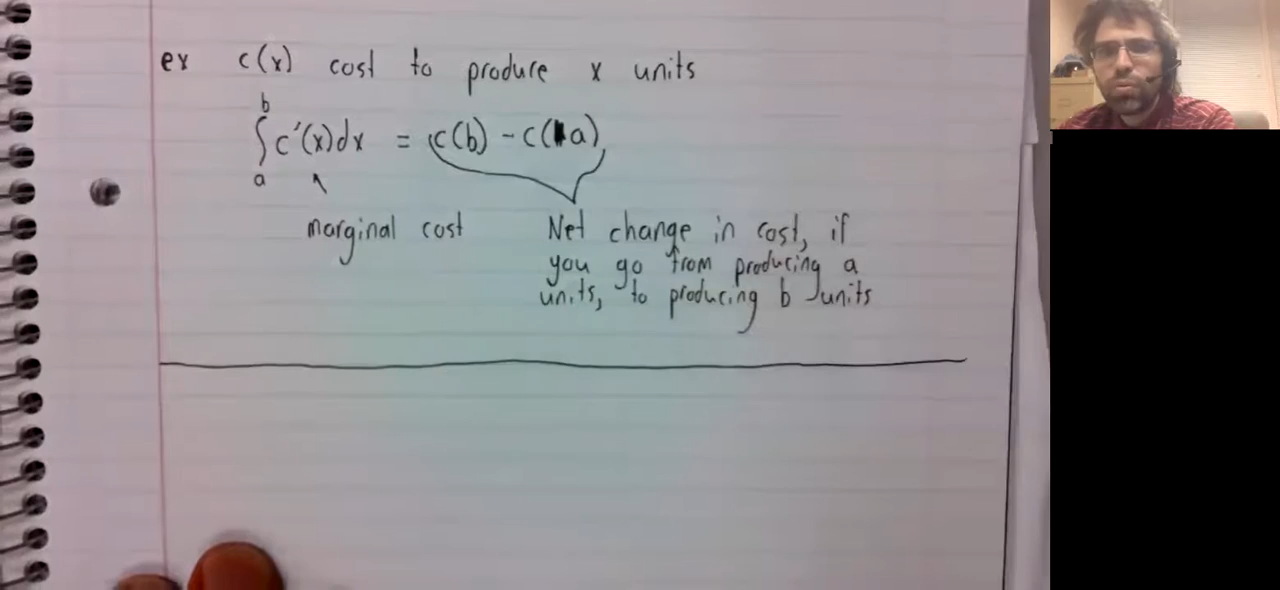 ex c(x) cost to produce x units
b
∫ c'(x)dx = c(b) - c(a)
a
marginal cost
Net change in cost, if
you go from producing a
units, to producing b units